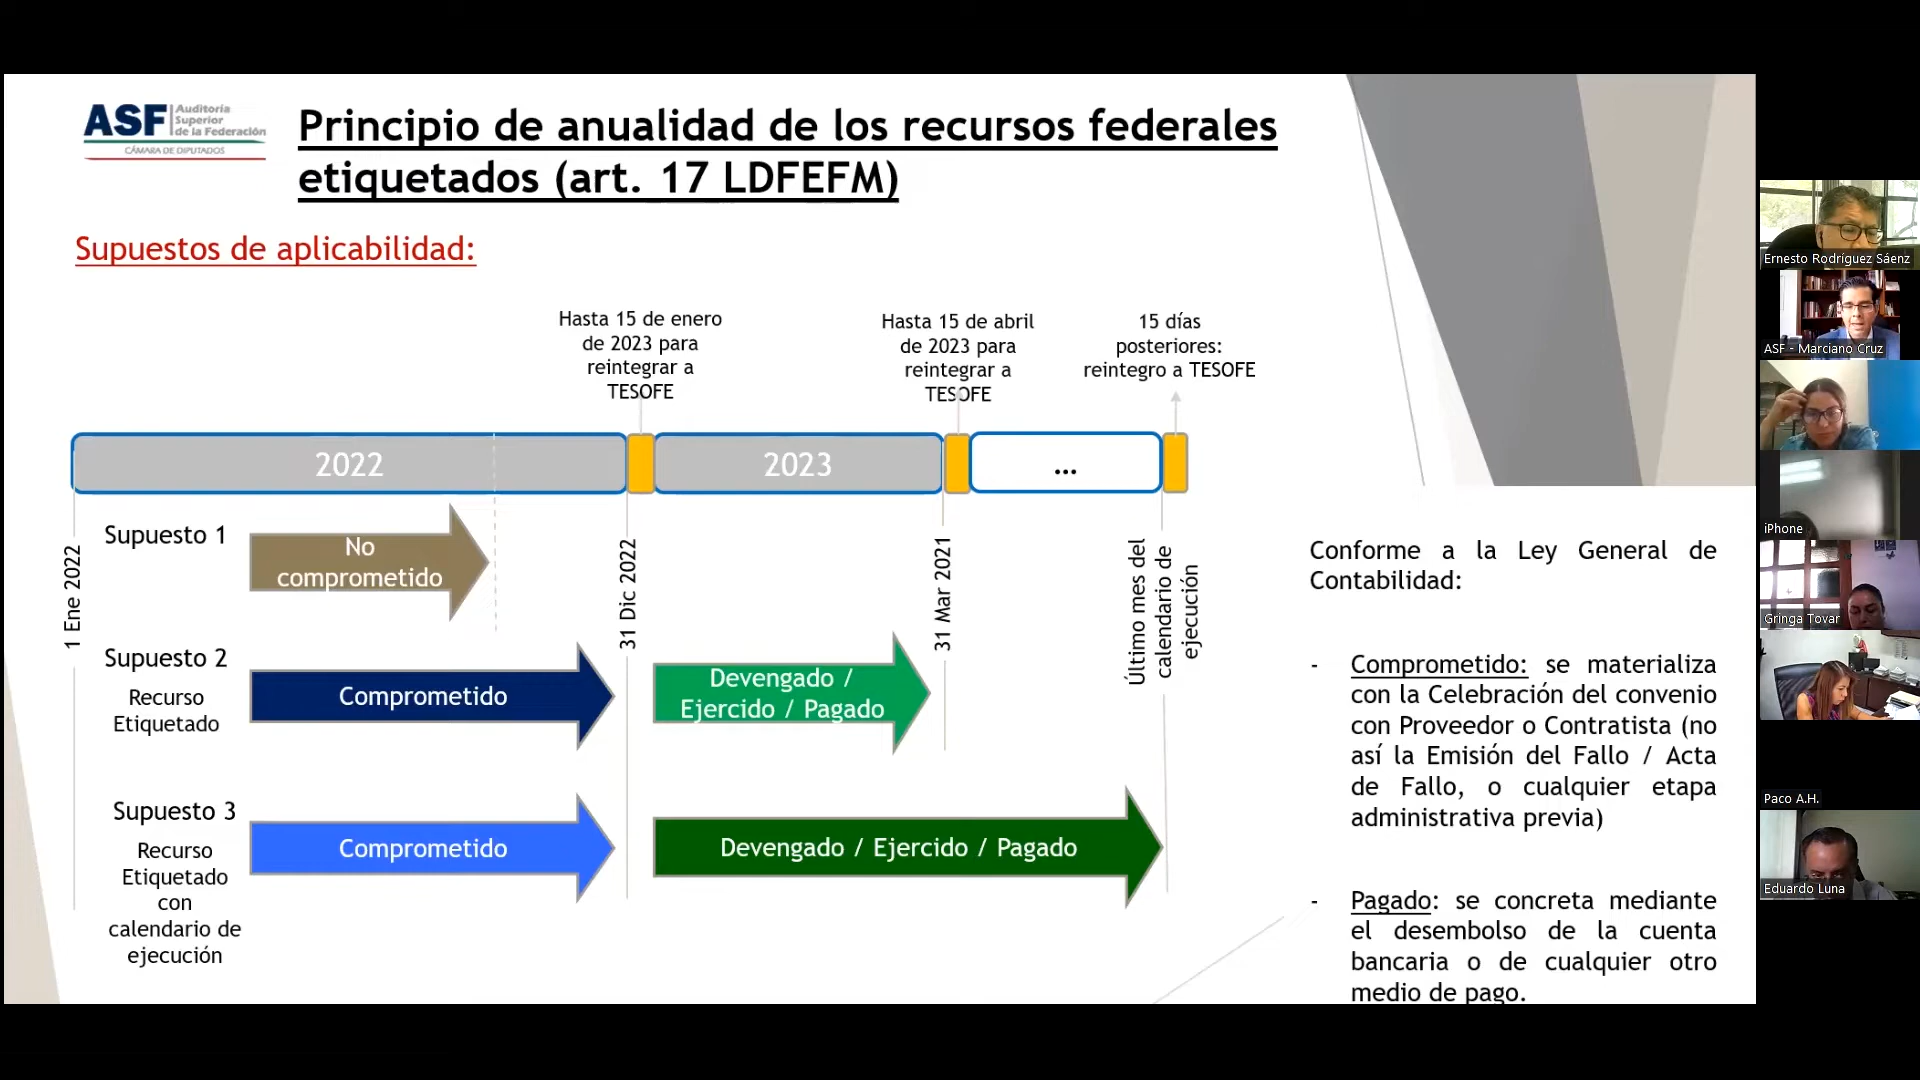 ASF
Auditoría
Superior
de la Federación
CÁMARA DE DIPUTADOS
Principio de anualidad de los recursos federales
etiquetados (art. 17 LDFEFM)
Supuestos de aplicabilidad:
Hasta 15 de enero
de 2023 para
reintegrar a
TESOFE
Hasta 15 de abril
de 2023 para
reintegrar a
TESOFE
15 días
posteriores:
reintegro a TESOFE
2022
2023
...
1 Ene 2022
31 Dic 2022
31 Mar 2021
Último mes del
calendario de
ejecución
Supuesto 1
No
comprometido
Supuesto 2
Recurso
Etiquetado
Comprometido
Devengado /
Ejercido / Pagado
Supuesto 3
Recurso
Etiquetado
con
calendario de
ejecución
Comprometido
Devengado / Ejercido / Pagado
Conforme a la Ley General de
Contabilidad:
- Comprometido: se materializa
con la Celebración del convenio
con Proveedor o Contratista (no
así la Emisión del Fallo / Acta
de Fallo, o cualquier etapa
administrativa previa)
- Pagado: se concreta mediante
el desembolso de la cuenta
bancaria o de cualquier otro
medio de pago.
Ernesto Rodríguez Sáenz
ASF - Marciano Cruz
iPhone
Gringa Tovar
Paco A.H.
Eduardo Luna